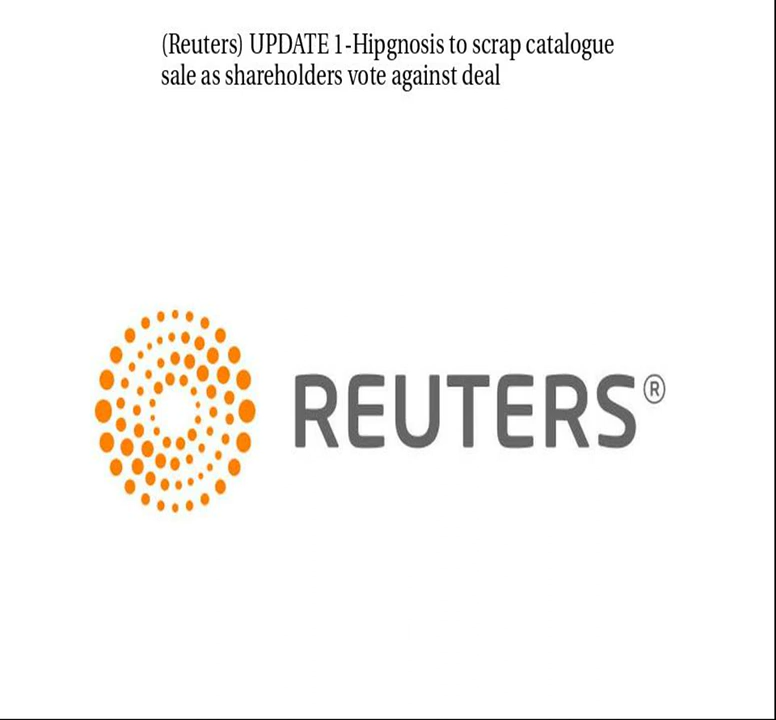 (Reuters) UPDATE 1-Hipgnosis to scrap catalogue
sale as shareholders vote against deal
REUTERS®